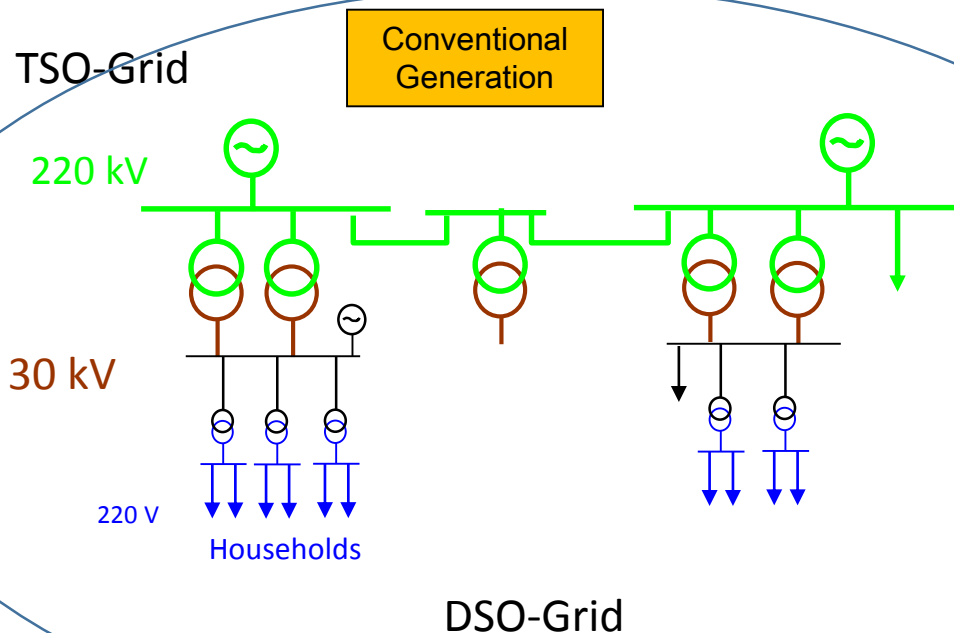 Conventional
Generation
TSO-Grid
220 kV
30 kV
220 V
Households
DSO-Grid